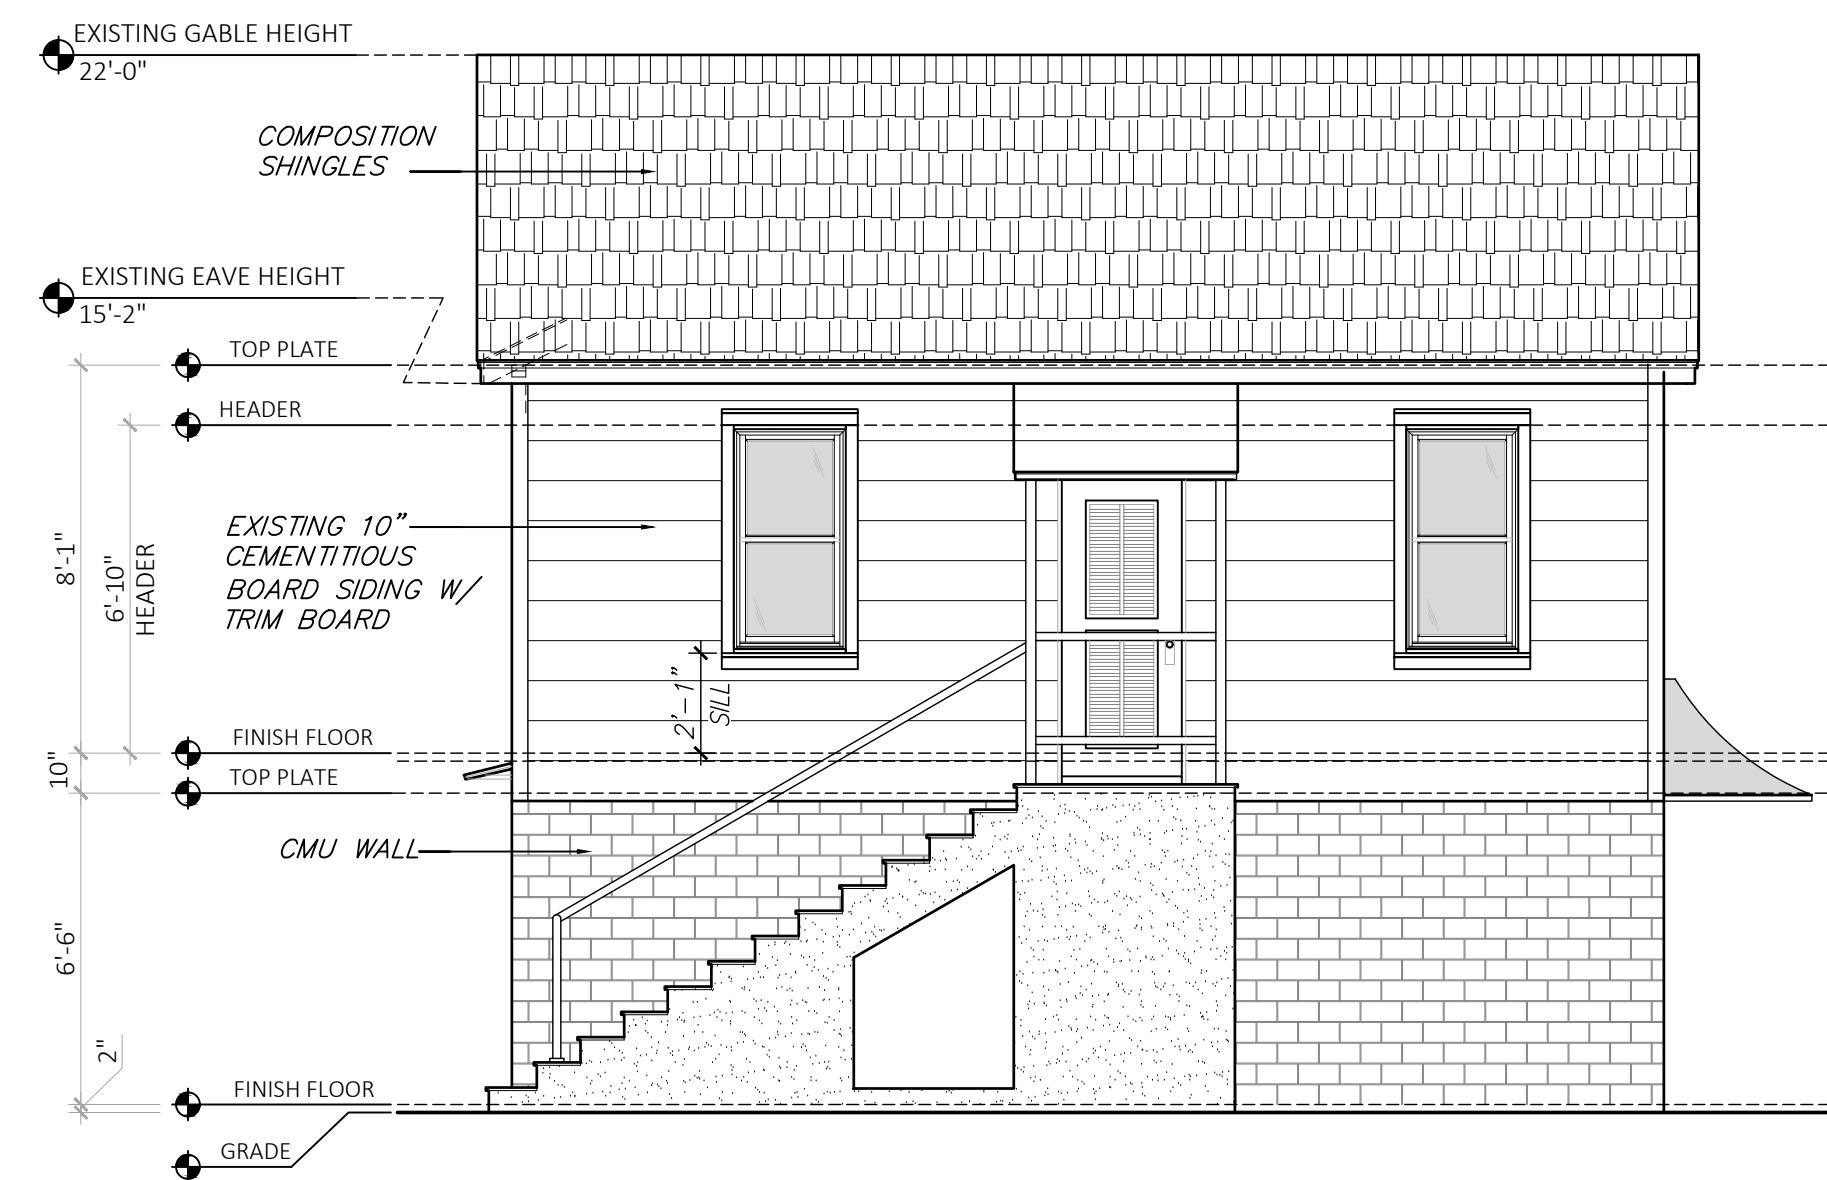 EXISTING GABLE HEIGHT
22'-0"
COMPOSITION
SHINGLES
EXISTING EAVE HEIGHT
15'-2"
TOP PLATE
HEADER
8'-1"
6'-10"
HEADER
EXISTING 10"
CEMENTITIOUS
BOARD SIDING W/
TRIM BOARD
2'-1"
SILL
FINISH FLOOR
10"
TOP PLATE
CMU WALL
6'-6"
2"
FINISH FLOOR
GRADE